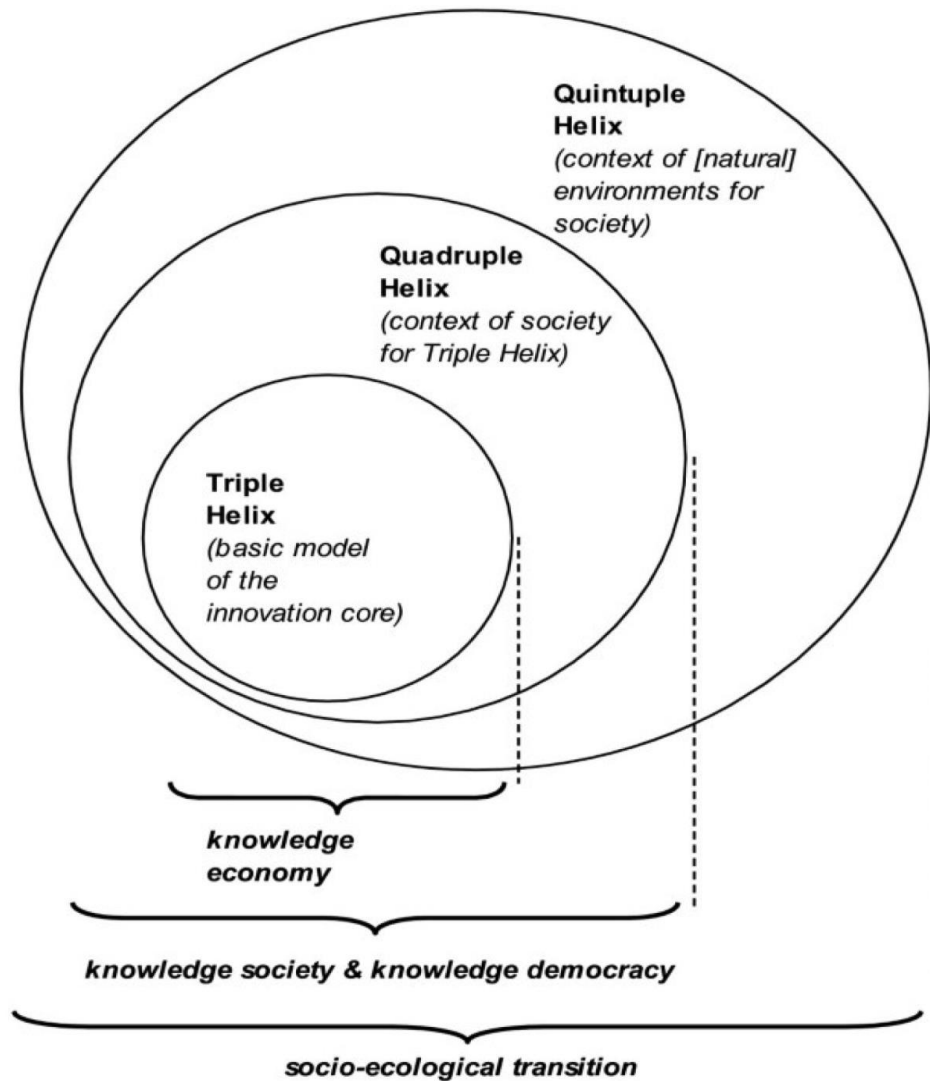 Quintuple
Helix
(context of [natural]
environments for
society)
Quadruple
Helix
(context of society
for Triple Helix)
Triple
Helix
(basic model
of the
innovation core)
knowledge
economy
knowledge society & knowledge democracy
socio-ecological transition